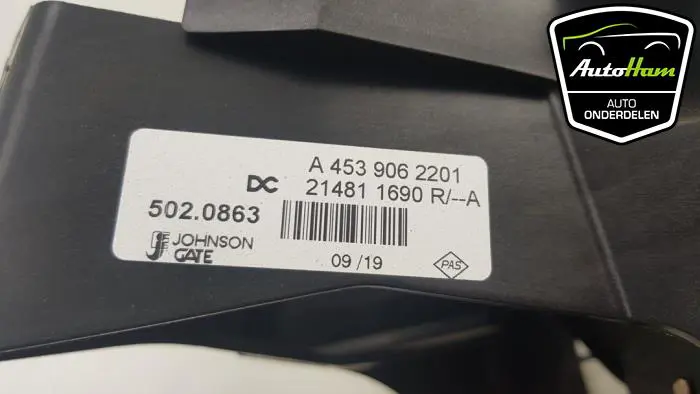 A 453 906 2201
DC 21481 1690 R/--A
502.0863
JOHNSON
GATE
09 /19
PAS
AutoHam
AUTO
ONDERDELEN